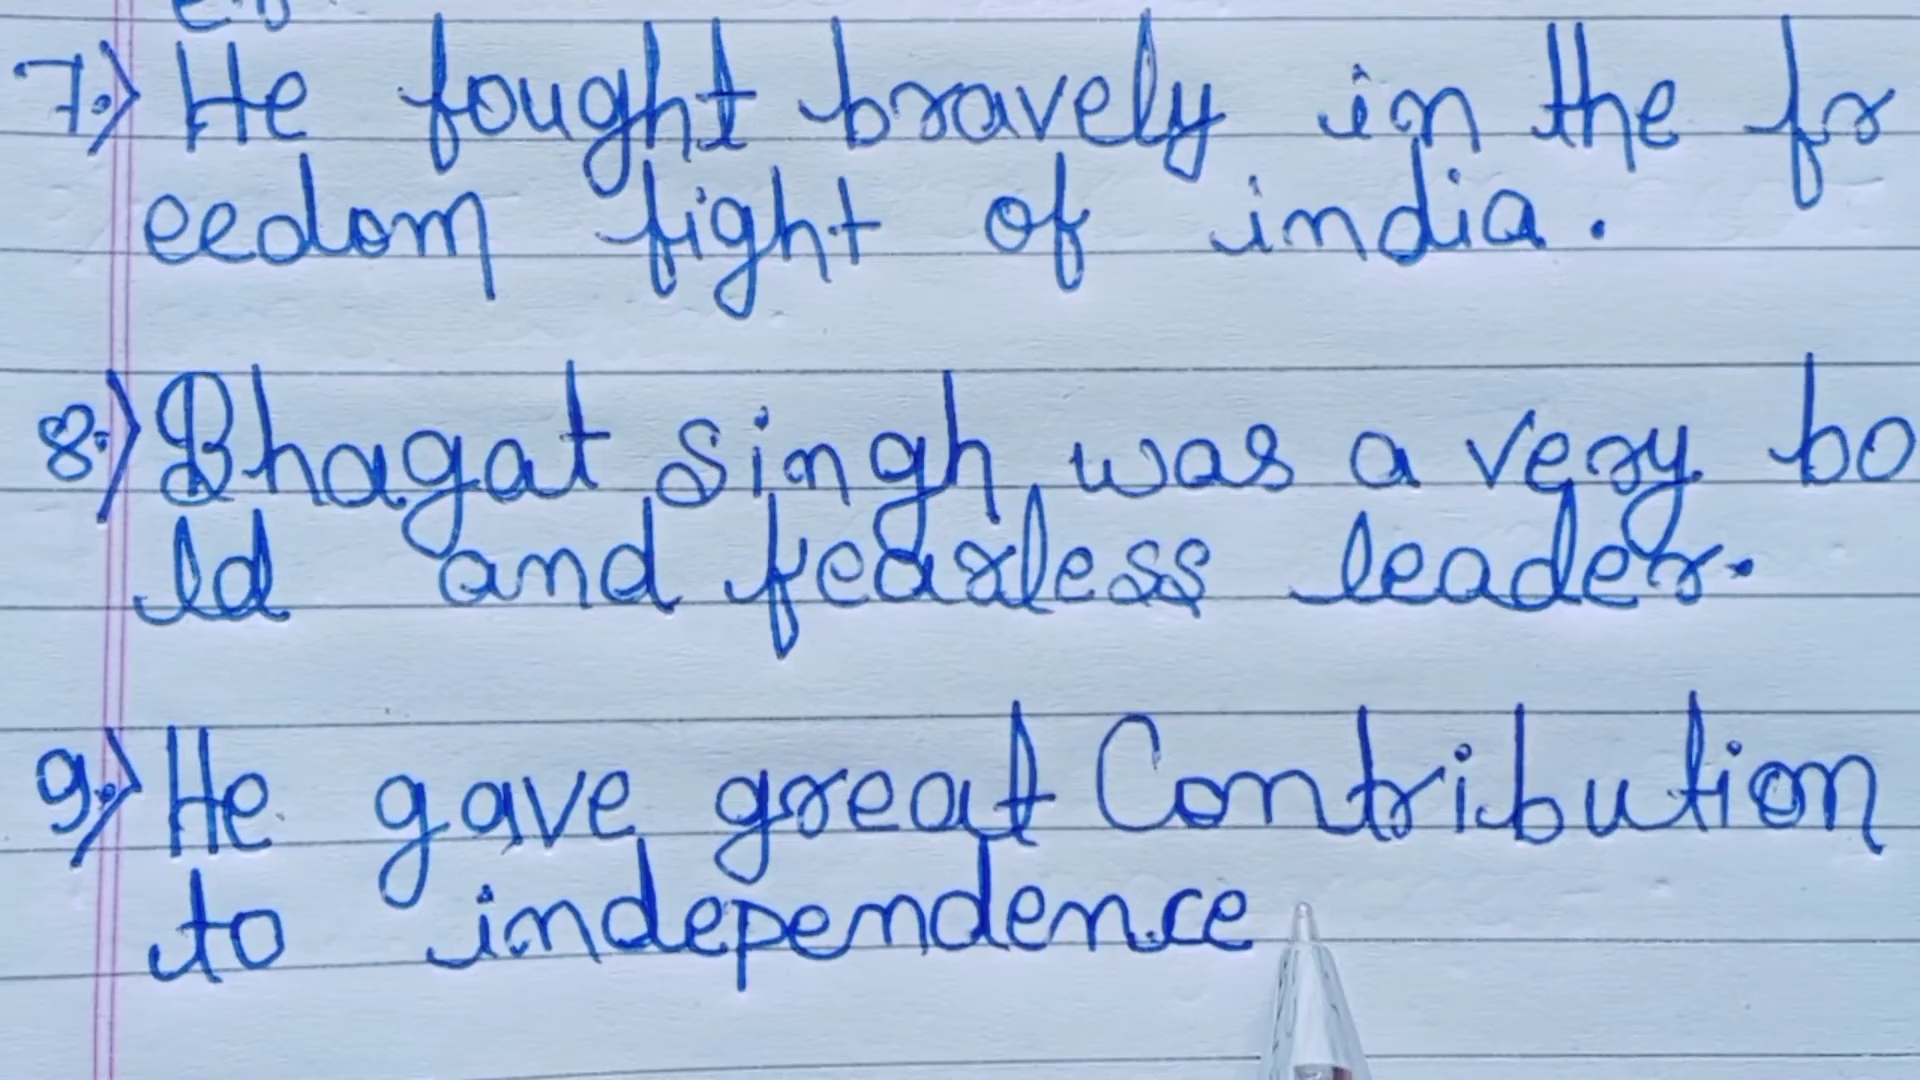 7.) He fought bravely in the fr
eedom fight of india.
8.) Bhagat singh was a very bo
ld and fearless leader.
9.) He gave great Contribution
to independence